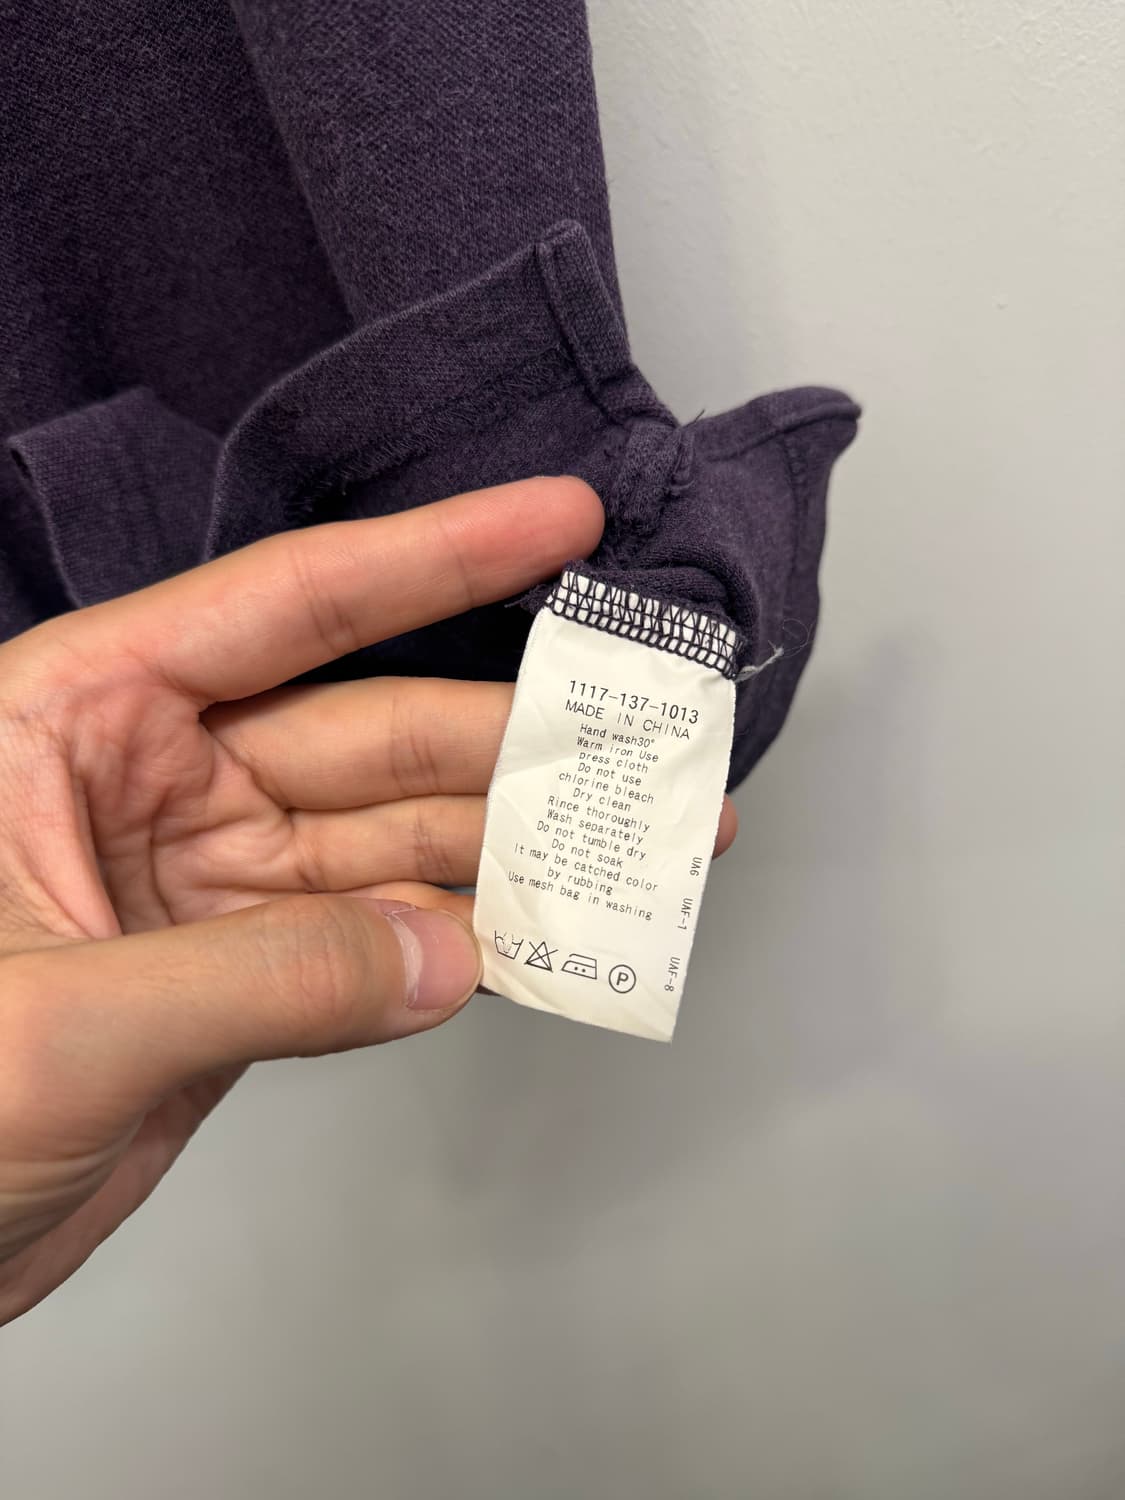 1117-137-1013
MADE IN CHINA
Hand wash30°
Warm iron Use
press cloth
Do not use
chlorine bleach
Dry clean
Rince thoroughly
Wash separately
Do not tumble dry
Do not soak
It may be catched color
by rubbing
Use mesh bag in washing
UA6
UAF-1
UAF-8
P